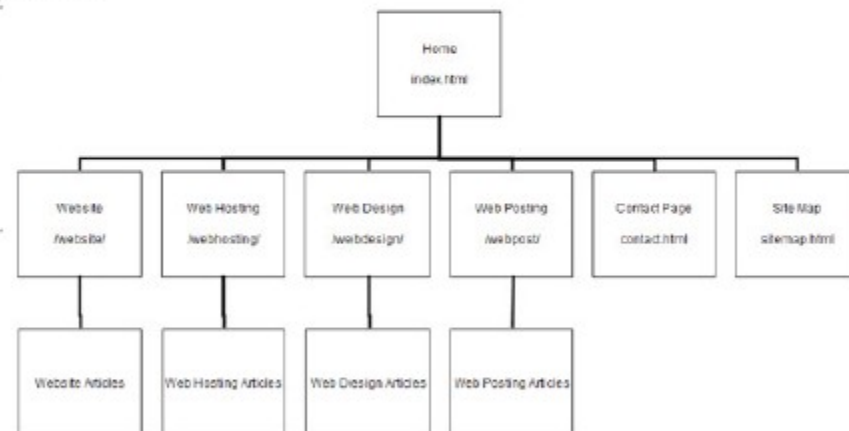 Home
index.html
Website
/website/
Web Hosting
/webhosting/
Web Design
/webdesign/
Web Posting
/webpost/
Contact Page
contact.html
Site Map
sitemap.html
Website Articles
Web Hosting Articles
Web Design Articles
Web Posting Articles